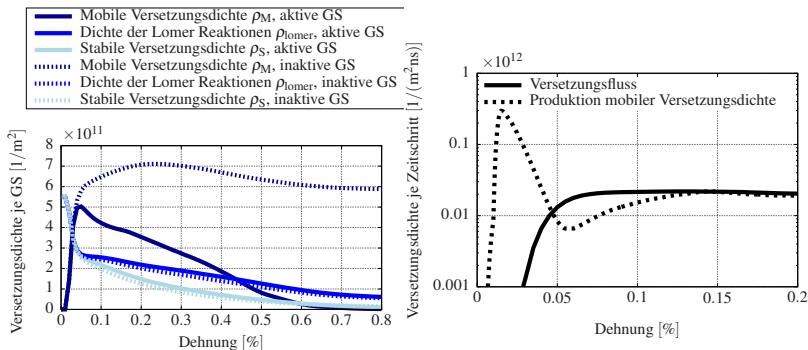 Mobile Versetzungsdichte ρM, aktive GS
Dichte der Lomer Reaktionen ρlomer, aktive GS
Stabile Versetzungsdichte ρS, aktive GS
Mobile Versetzungsdichte ρM, inaktive GS
Dichte der Lomer Reaktionen ρlomer, inaktive GS
Stabile Versetzungsdichte ρS, inaktive GS
×10¹¹
Versetzungsdichte je GS [1/m²]
8
7
6
5
4
3
2
1
0
0 0.1 0.2 0.3 0.4 0.5 0.6 0.7 0.8
Dehnung [%]
×10¹²
Versetzungsdichte je Zeitschritt [1/(m²ns)]
Versetzungsfluss
Produktion mobiler Versetzungsdichte
1
0.1
0.01
0.001
0 0.05 0.1 0.15 0.2
Dehnung [%]